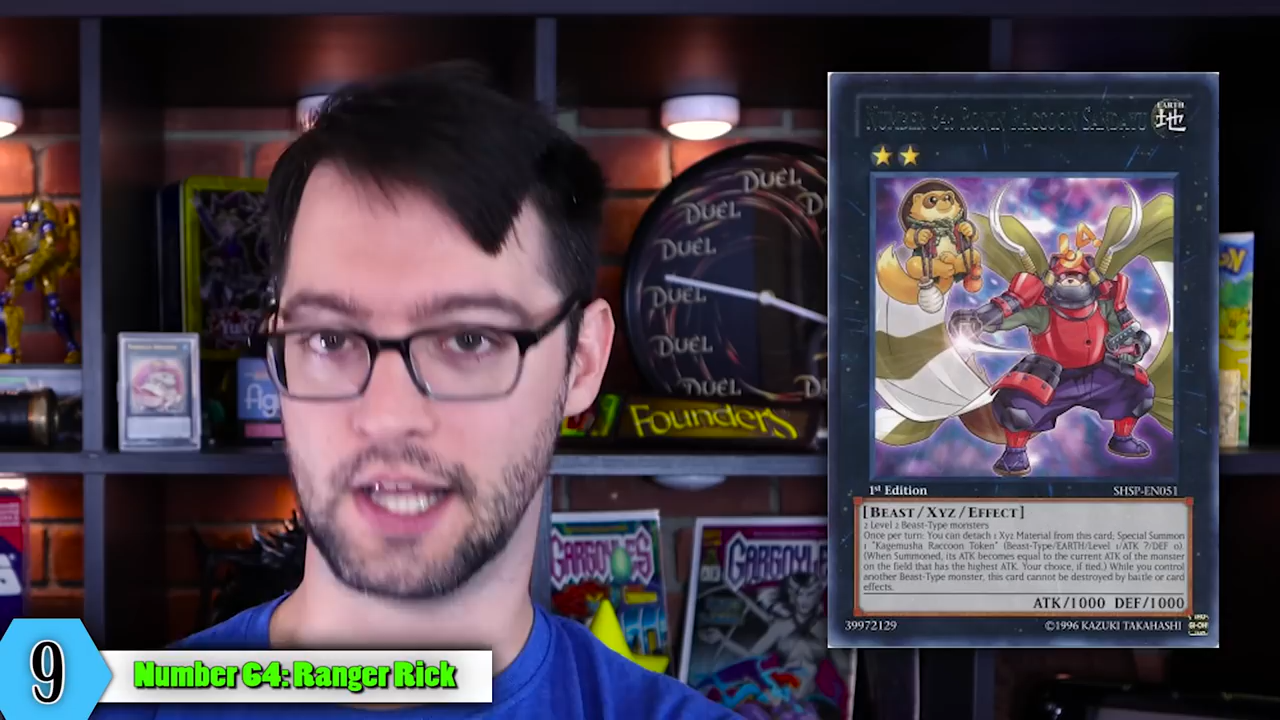 DUEL
DUEL
DUEL
DUEL
DUEL
DUEL
Founders
GARGOYLES
GARGOYLE
9
Number 64: Ranger Rick
Number 64: Ronin Raccoon Sandayu
EARTH
地
64
1st Edition
SHSP-EN051
[Beast/Xyz/Effect]
2 Level 2 Beast-Type monsters
Once per turn: You can detach 1 Xyz Material from this card; Special Summon
1 "Kagemusha Raccoon Token" (Beast-Type/EARTH/Level 1/ATK ?/DEF 0).
(When Summoned, its ATK becomes equal to the current ATK of the monster
on the field that has the highest ATK. Your choice, if tied.) While you control
another Beast-Type monster, this card cannot be destroyed by battle or card
effects.
ATK/1000 DEF/1000
39972129
©1996 KAZUKI TAKAHASHI